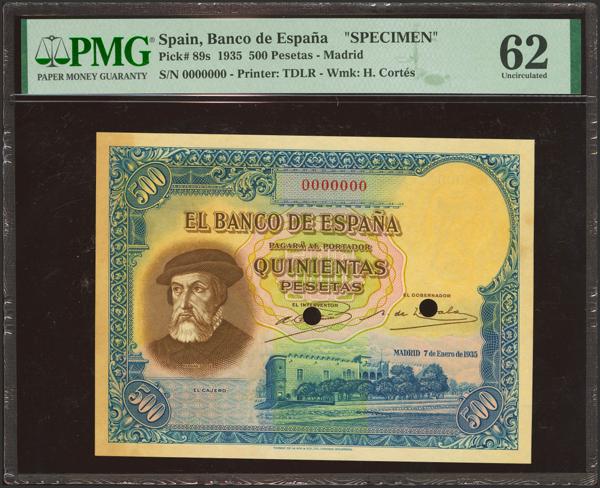 PMG
PAPER MONEY GUARANTY
Spain, Banco de España "SPECIMEN"
Pick# 89s 1935 500 Pesetas - Madrid
S/N 0000000 - Printer: TDLR - Wmk: H. Cortés
62
Uncirculated
500
0000000
EL BANCO DE ESPAÑA
PAGARÁ AL PORTADOR
QUINIENTAS
PESETAS
EL INTERVENTOR
EL GOBERNADOR
MADRID 7 de Enero de 1935
EL CAJERO
500
500